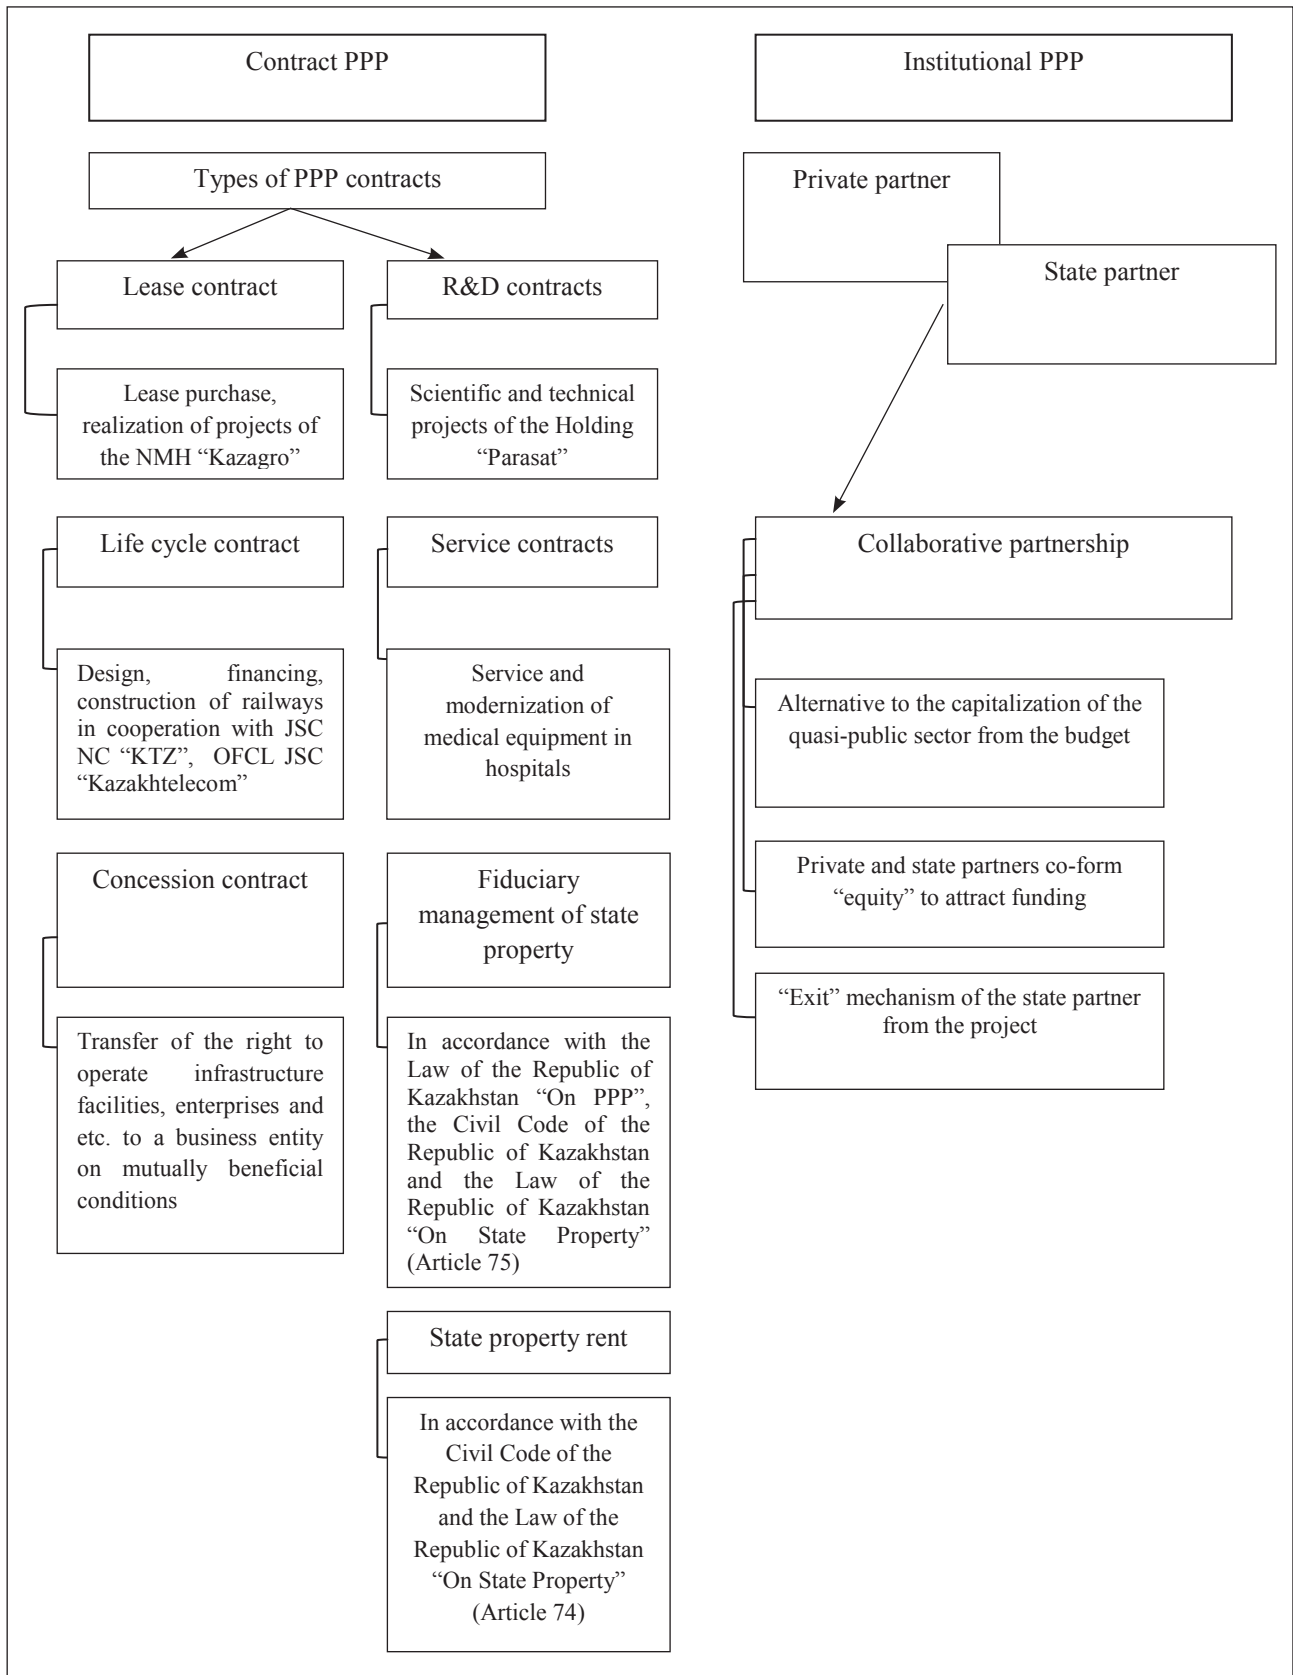 Contract PPP
Institutional PPP
Types of PPP contracts
Private partner
State partner
Lease contract
R&D contracts
Lease purchase,
realization of projects of
the NMH “Kazagro”
Scientific and technical
projects of the Holding
“Parasat”
Life cycle contract
Service contracts
Collaborative partnership
Design, financing,
construction of railways
in cooperation with JSC
NC “KTZ”, OFCL JSC
“Kazakhtelecom”
Service and
modernization of
medical equipment in
hospitals
Alternative to the capitalization of the
quasi-public sector from the budget
Concession contract
Fiduciary
management of state
property
Private and state partners co-form
“equity” to attract funding
“Exit” mechanism of the state partner
from the project
Transfer of the right to
operate infrastructure
facilities, enterprises and
etc. to a business entity
on mutually beneficial
conditions
In accordance with the
Law of the Republic of
Kazakhstan “On PPP”,
the Civil Code of the
Republic of Kazakhstan
and the Law of the
Republic of Kazakhstan
“On State Property”
(Article 75)
State property rent
In accordance with the
Civil Code of the
Republic of Kazakhstan
and the Law of the
Republic of Kazakhstan
“On State Property”
(Article 74)